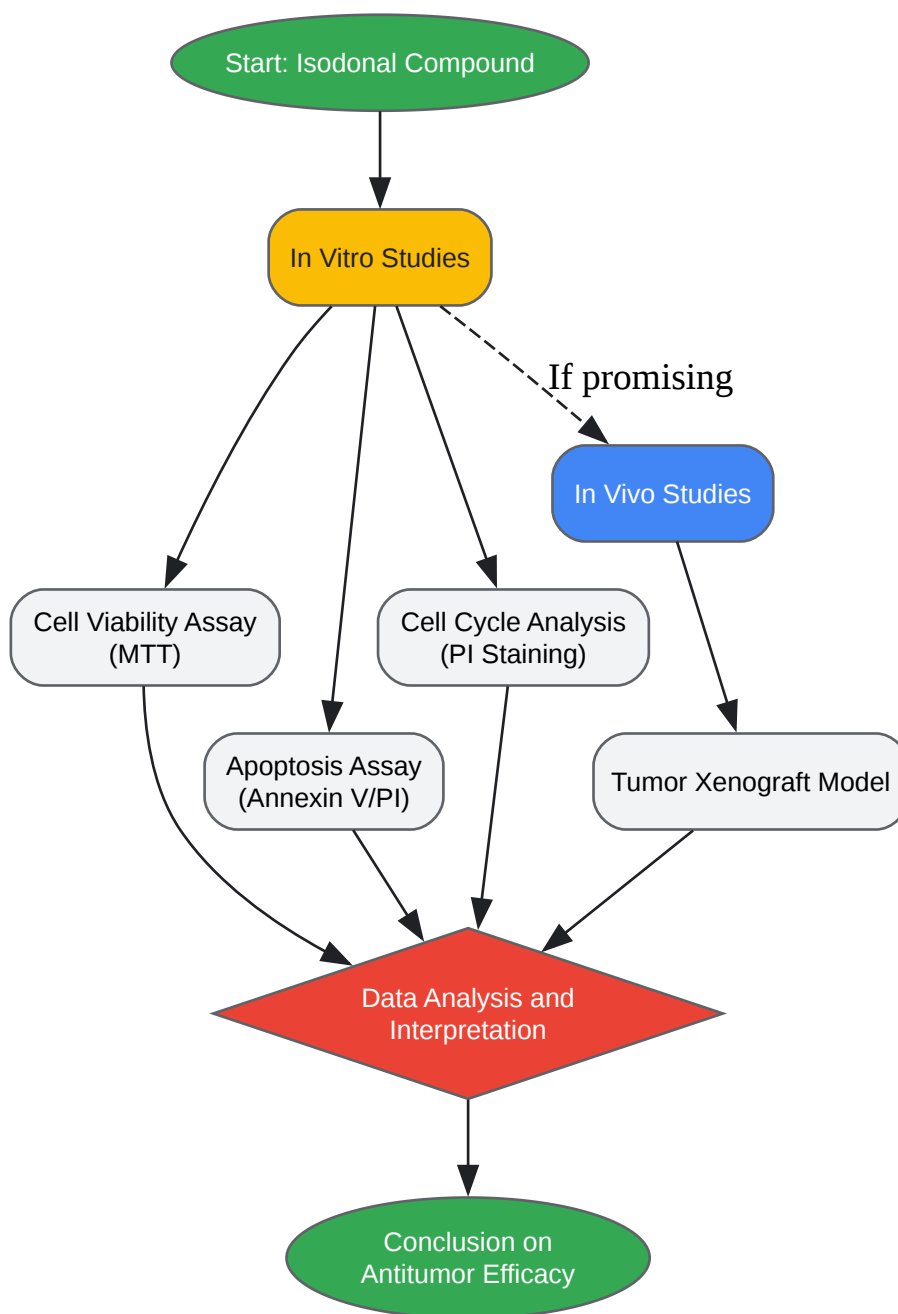 Start: Isodonal Compound
In Vitro Studies
If promising
In Vivo Studies
Cell Viability Assay
(MTT)
Cell Cycle Analysis
(PI Staining)
Apoptosis Assay
(Annexin V/PI)
Tumor Xenograft Model
Data Analysis and
Interpretation
Conclusion on
Antitumor Efficacy